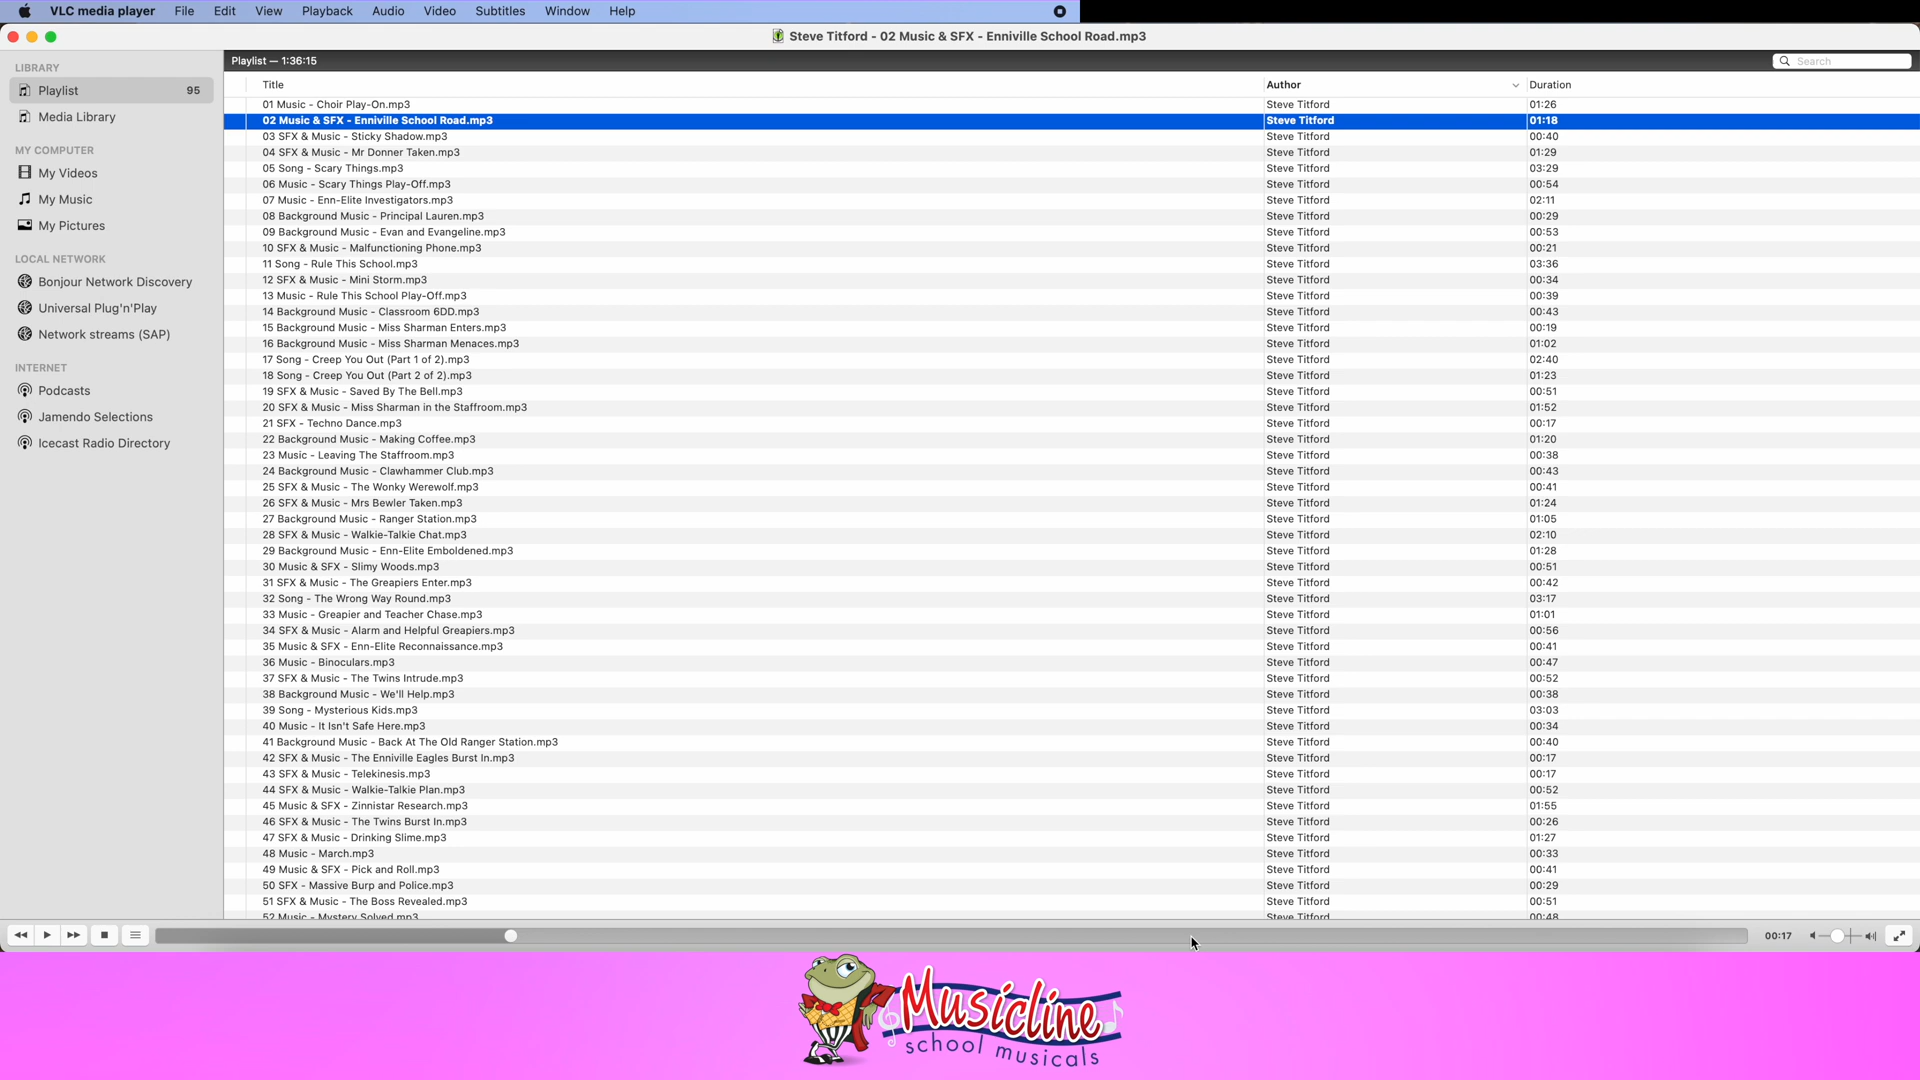 VLC media player File Edit View Playback Audio Video Subtitles Window Help
Steve Titford - 02 Music & SFX - Enniville School Road.mp3
LIBRARY
Playlist 95
Media Library
MY COMPUTER
My Videos
My Music
My Pictures
LOCAL NETWORK
Bonjour Network Discovery
Universal Plug'n'Play
Network streams (SAP)
INTERNET
Podcasts
Jamendo Selections
Icecast Radio Directory
Playlist — 1:36:15 Search
Title Author Duration
01 Music - Choir Play-On.mp3 Steve Titford 01:26
02 Music & SFX - Enniville School Road.mp3 Steve Titford 01:18
03 SFX & Music - Sticky Shadow.mp3 Steve Titford 00:40
04 SFX & Music - Mr Donner Taken.mp3 Steve Titford 01:29
05 Song - Scary Things.mp3 Steve Titford 03:29
06 Music - Scary Things Play-Off.mp3 Steve Titford 00:54
07 Music - Enn-Elite Investigators.mp3 Steve Titford 02:11
08 Background Music - Principal Lauren.mp3 Steve Titford 00:29
09 Background Music - Evan and Evangeline.mp3 Steve Titford 00:53
10 SFX & Music - Malfunctioning Phone.mp3 Steve Titford 00:21
11 Song - Rule This School.mp3 Steve Titford 03:36
12 SFX & Music - Mini Storm.mp3 Steve Titford 00:34
13 Music - Rule This School Play-Off.mp3 Steve Titford 00:39
14 Background Music - Classroom 6DD.mp3 Steve Titford 00:43
15 Background Music - Miss Sharman Enters.mp3 Steve Titford 00:19
16 Background Music - Miss Sharman Menaces.mp3 Steve Titford 01:02
17 Song - Creep You Out (Part 1 of 2).mp3 Steve Titford 02:40
18 Song - Creep You Out (Part 2 of 2).mp3 Steve Titford 01:23
19 SFX & Music - Saved By The Bell.mp3 Steve Titford 00:51
20 SFX & Music - Miss Sharman in the Staffroom.mp3 Steve Titford 01:52
21 SFX - Techno Dance.mp3 Steve Titford 00:17
22 Background Music - Making Coffee.mp3 Steve Titford 01:20
23 Music - Leaving The Staffroom.mp3 Steve Titford 00:38
24 Background Music - Clawhammer Club.mp3 Steve Titford 00:43
25 SFX & Music - The Wonky Werewolf.mp3 Steve Titford 00:41
26 SFX & Music - Mrs Bewler Taken.mp3 Steve Titford 01:24
27 Background Music - Ranger Station.mp3 Steve Titford 01:05
28 SFX & Music - Walkie-Talkie Chat.mp3 Steve Titford 02:10
29 Background Music - Enn-Elite Emboldened.mp3 Steve Titford 01:28
30 Music & SFX - Slimy Woods.mp3 Steve Titford 00:51
31 SFX & Music - The Greapiers Enter.mp3 Steve Titford 00:42
32 Song - The Wrong Way Round.mp3 Steve Titford 03:17
33 Music - Greapier and Teacher Chase.mp3 Steve Titford 01:01
34 SFX & Music - Alarm and Helpful Greapiers.mp3 Steve Titford 00:56
35 Music & SFX - Enn-Elite Reconnaissance.mp3 Steve Titford 00:41
36 Music - Binoculars.mp3 Steve Titford 00:47
37 SFX & Music - The Twins Intrude.mp3 Steve Titford 00:52
38 Background Music - We'll Help.mp3 Steve Titford 00:38
39 Song - Mysterious Kids.mp3 Steve Titford 03:03
40 Music - It Isn't Safe Here.mp3 Steve Titford 00:34
41 Background Music - Back At The Old Ranger Station.mp3 Steve Titford 00:40
42 SFX & Music - The Enniville Eagles Burst In.mp3 Steve Titford 00:17
43 SFX & Music - Telekinesis.mp3 Steve Titford 00:17
44 SFX & Music - Walkie-Talkie Plan.mp3 Steve Titford 00:52
45 Music & SFX - Zinnistar Research.mp3 Steve Titford 01:55
46 SFX & Music - The Twins Burst In.mp3 Steve Titford 00:26
47 SFX & Music - Drinking Slime.mp3 Steve Titford 01:27
48 Music - March.mp3 Steve Titford 00:33
49 Music & SFX - Pick and Roll.mp3 Steve Titford 00:41
50 SFX - Massive Burp and Police.mp3 Steve Titford 00:29
51 SFX & Music - The Boss Revealed.mp3 Steve Titford 00:51
52 Music - Mystery Solved.mp3 Steve Titford 00:48
00:17
Musicline
school musicals